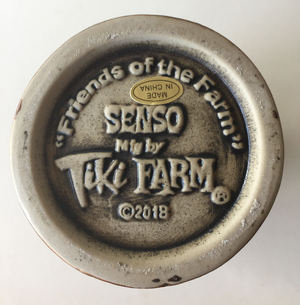 "Friends of the Farm"
MADE
IN CHINA
SENSO
Mfg by
Tiki FARM®
©2018